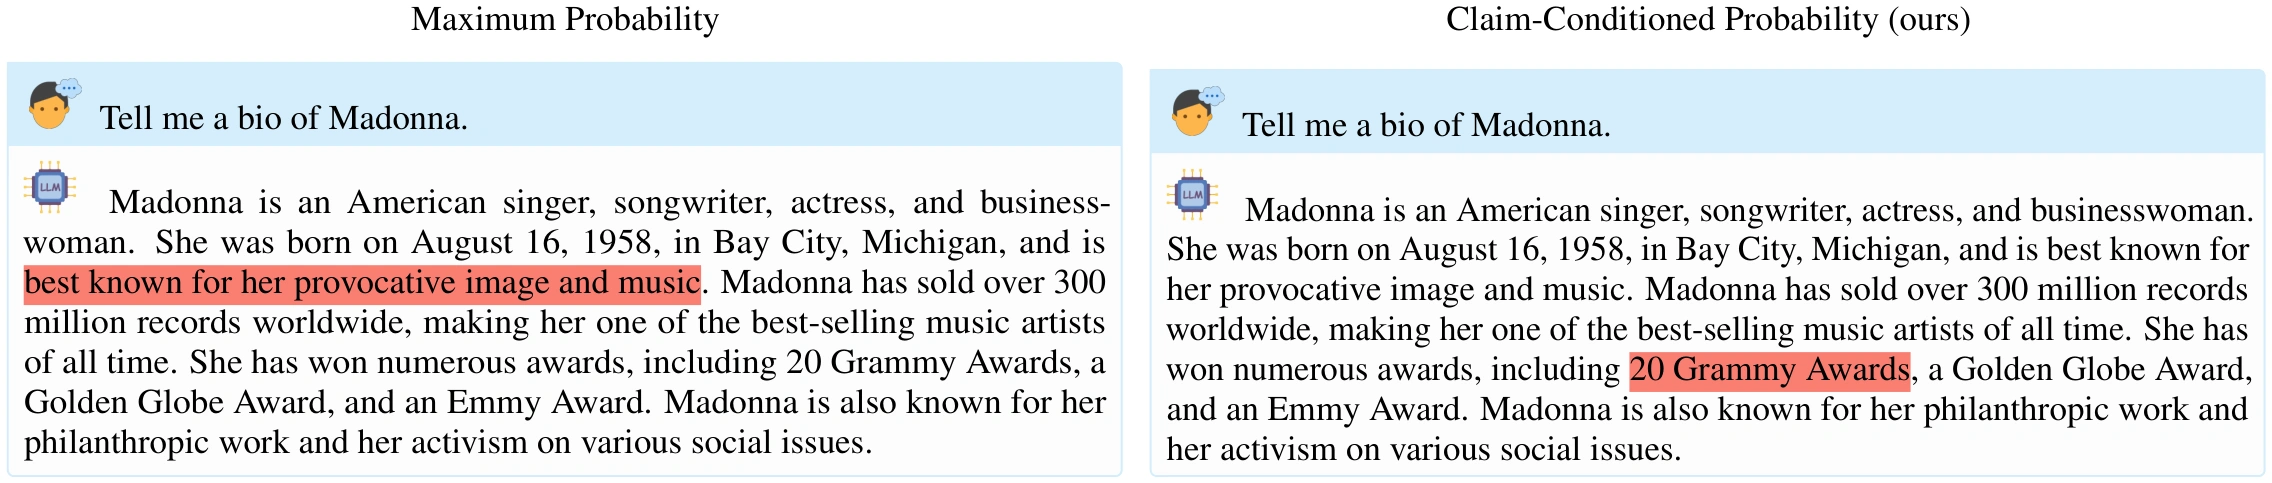 Maximum Probability
Tell me a bio of Madonna.
LLM
Madonna is an American singer, songwriter, actress, and business-
woman. She was born on August 16, 1958, in Bay City, Michigan, and is
best known for her provocative image and music. Madonna has sold over 300
million records worldwide, making her one of the best-selling music artists
of all time. She has won numerous awards, including 20 Grammy Awards, a
Golden Globe Award, and an Emmy Award. Madonna is also known for her
philanthropic work and her activism on various social issues.
Claim-Conditioned Probability (ours)
Tell me a bio of Madonna.
LLM
Madonna is an American singer, songwriter, actress, and businesswoman.
She was born on August 16, 1958, in Bay City, Michigan, and is best known for
her provocative image and music. Madonna has sold over 300 million records
worldwide, making her one of the best-selling music artists of all time. She has
won numerous awards, including 20 Grammy Awards, a Golden Globe Award,
and an Emmy Award. Madonna is also known for her philanthropic work and
her activism on various social issues.